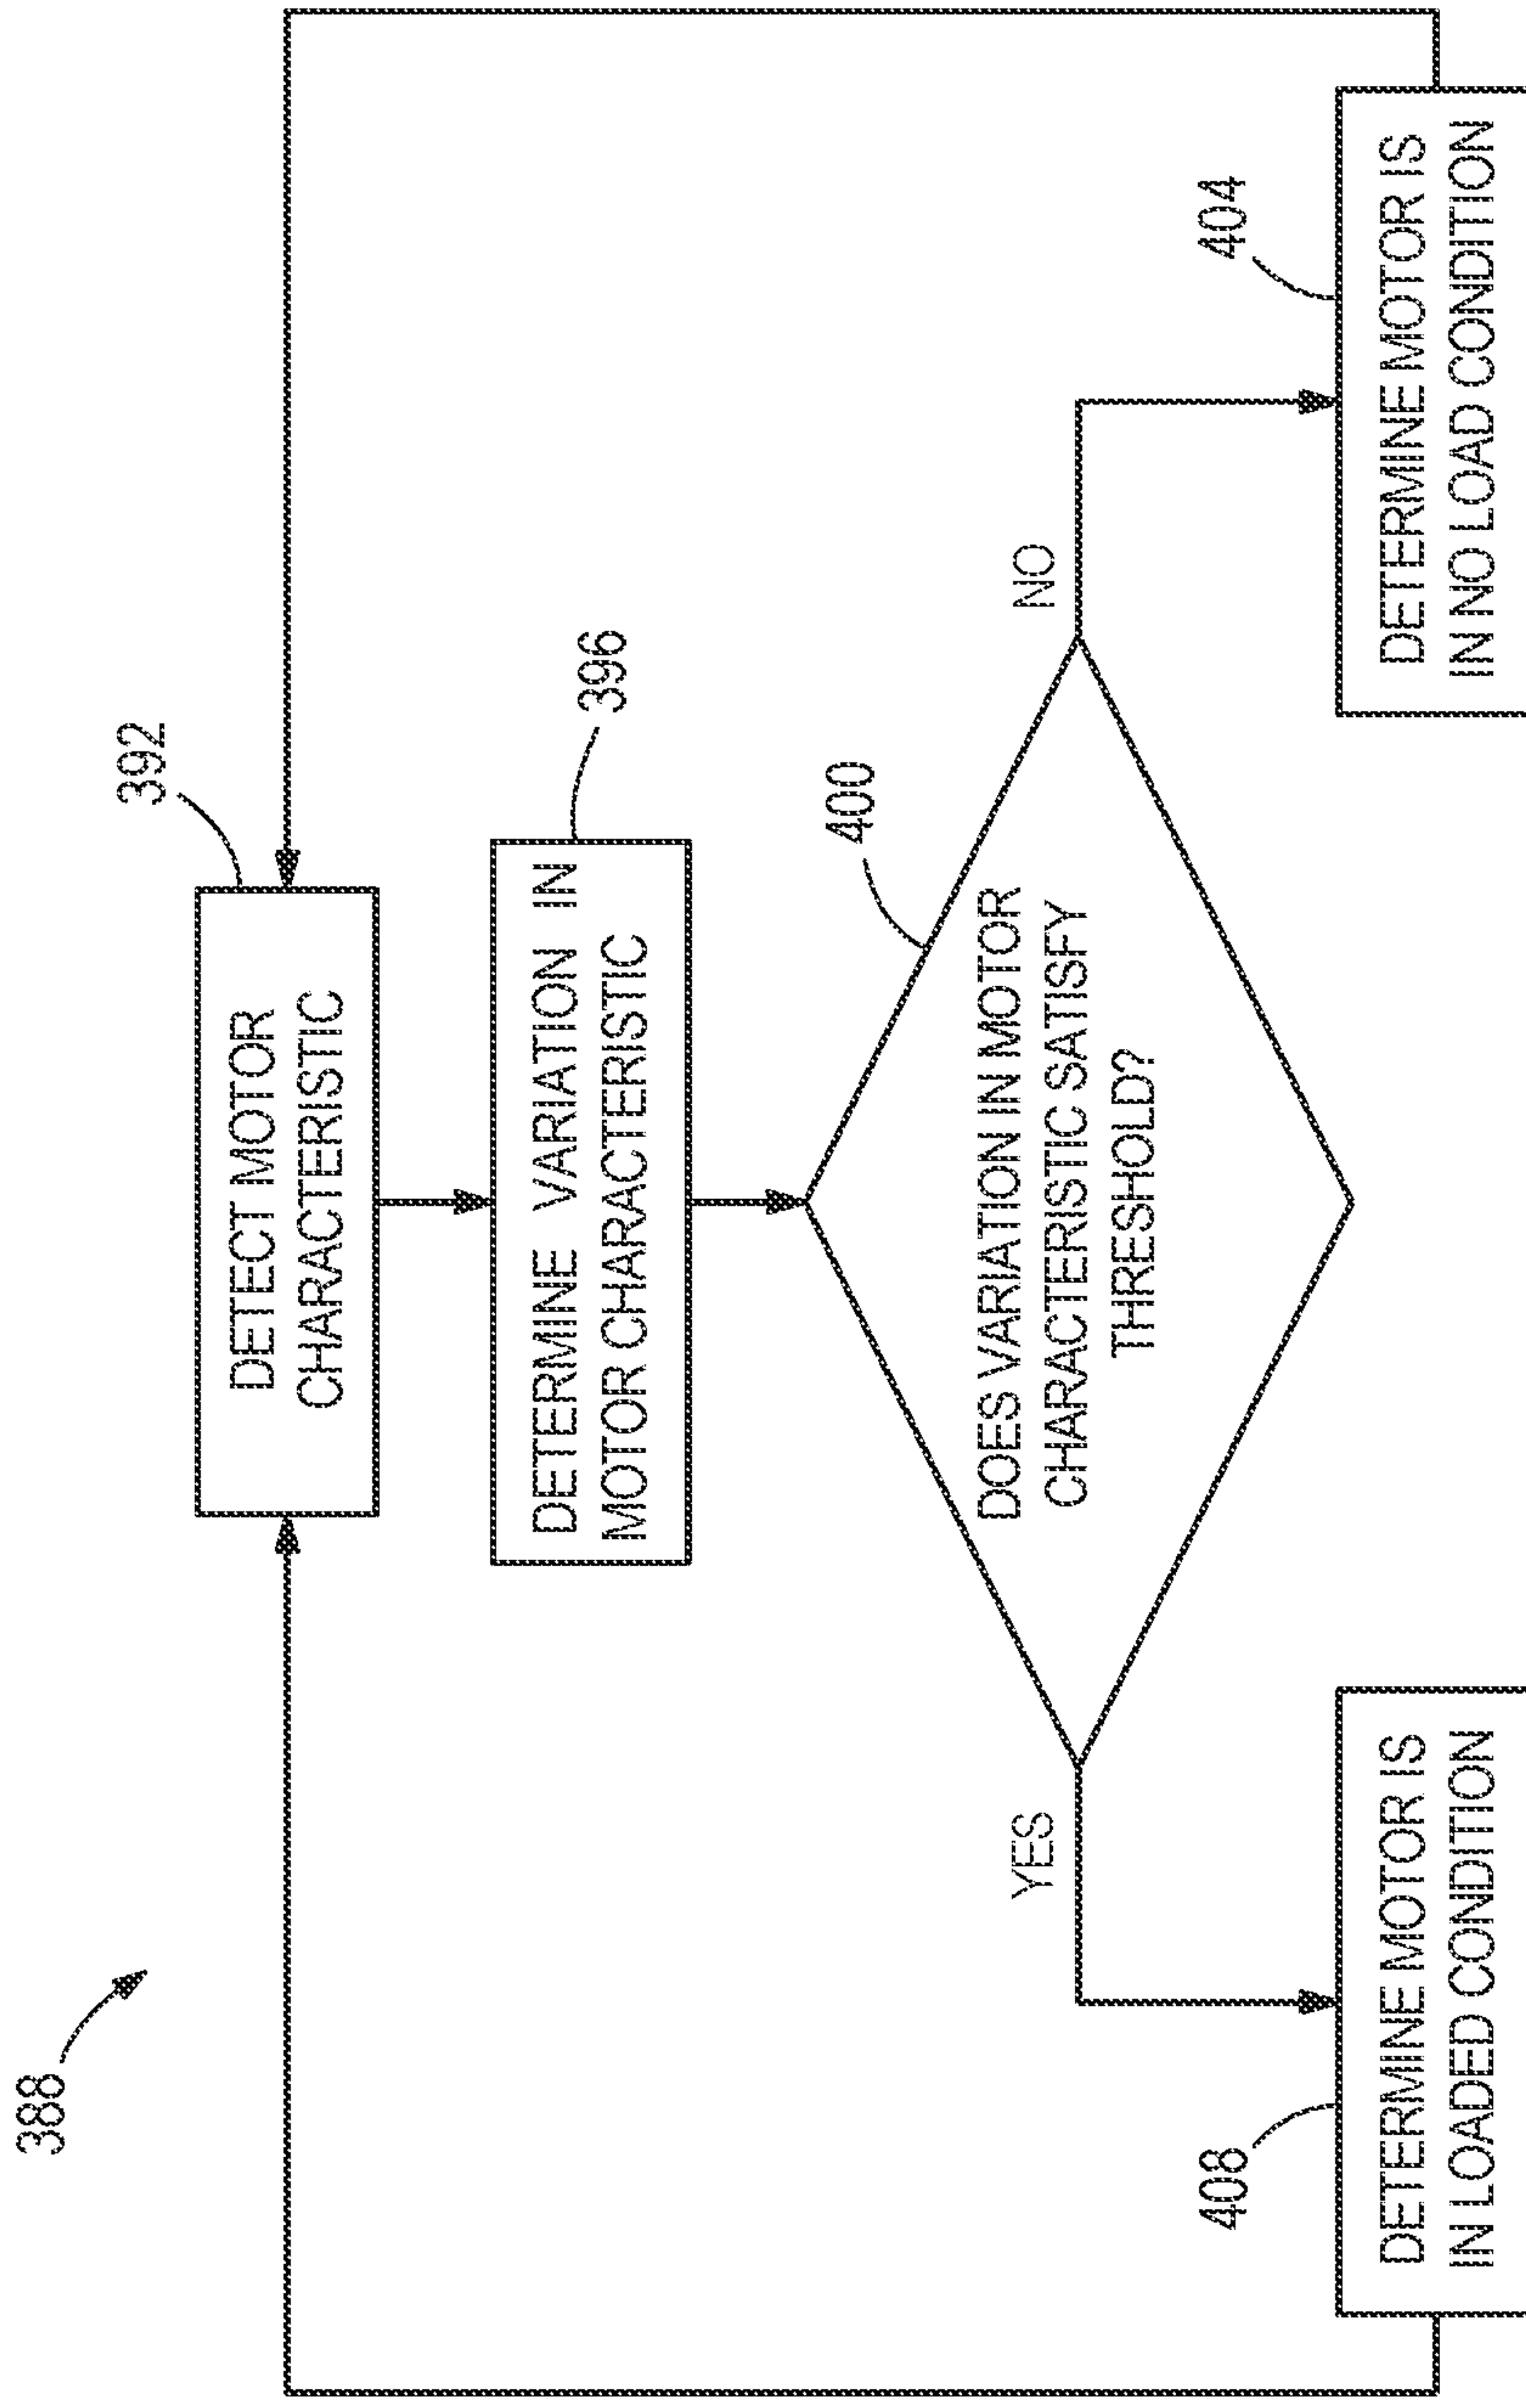 388
392
DETECT MOTOR
CHARACTERISTIC
396
DETERMINE VARIATION IN
MOTOR CHARACTERISTIC
400
DOES VARIATION IN MOTOR
CHARACTERISTIC SATISFY
THRESHOLD?
YES
NO
408
DETERMINE MOTOR IS
IN LOADED CONDITION
404
DETERMINE MOTOR IS
IN NO LOAD CONDITION